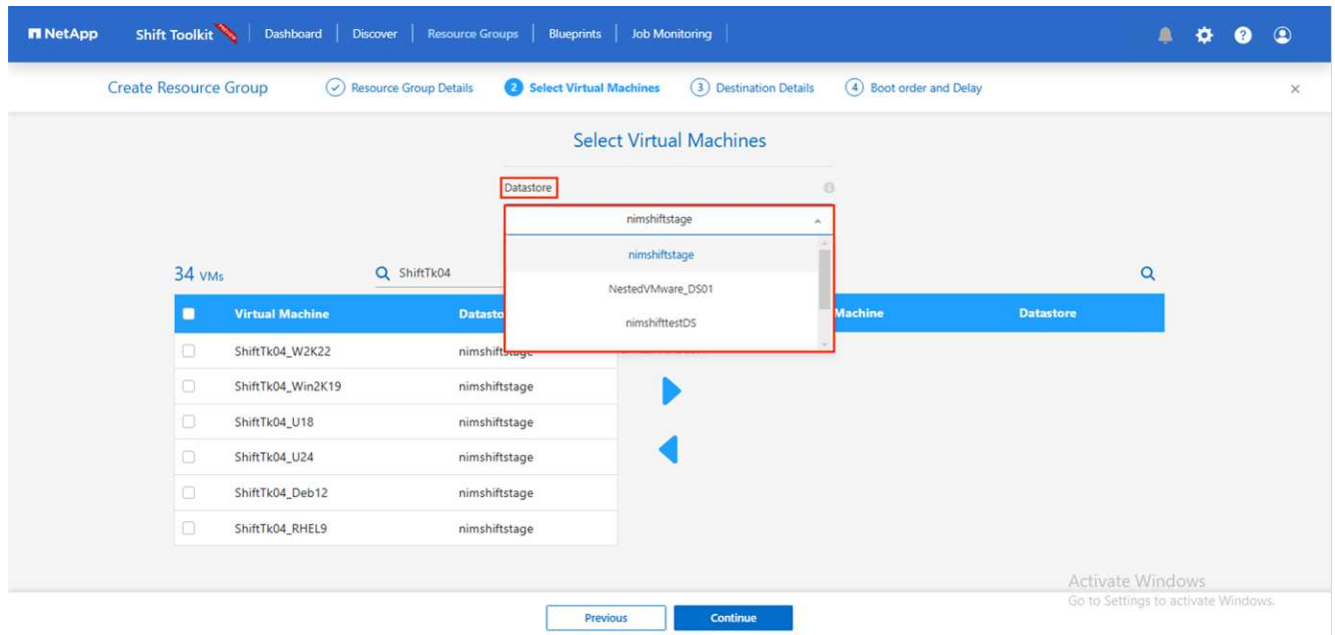 NetApp Shift Toolkit Dashboard Discover Resource Groups Blueprints Job Monitoring ?
Create Resource Group Resource Group Details 2 Select Virtual Machines 3 Destination Details 4 Boot order and Delay ×
Select Virtual Machines
Datastore
nimshiftstage
nimshiftstage
NestedVMware_DS01
nimshifttestDS
34 VMs ShiftTk04
Virtual Machine Machine Datastore
ShiftTk04_W2K22
ShiftTk04_Win2K19 nimshiftstage
ShiftTk04_U18 nimshiftstage
ShiftTk04_U24 nimshiftstage
ShiftTk04_Deb12 nimshiftstage
ShiftTk04_RHEL9 nimshiftstage
Previous Continue
Activate Windows
Go to Settings to activate Windows.